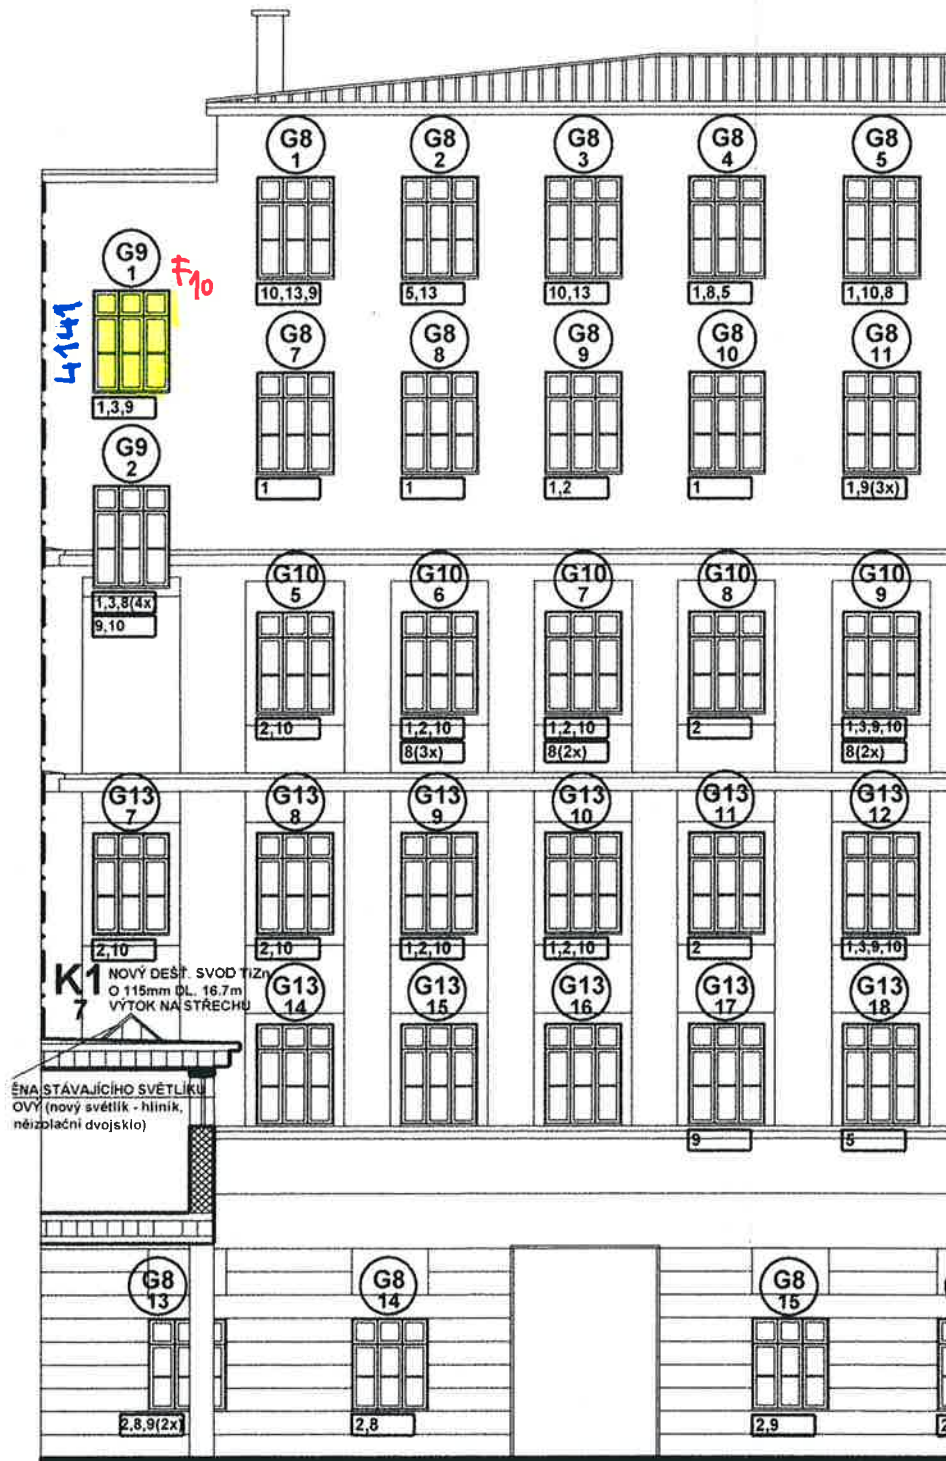 G8
1
G8
2
G8
3
G8
4
G8
5
10,13,9
5,13
10,13
1,8,5
1,10,8
G9
1
F10
4141
1,3,9
G8
7
G8
8
G8
9
G8
10
G8
11
1
1
1,2
1
1,9(3x)
G9
2
1,3,8(4x
9,10
G10
5
G10
6
G10
7
G10
8
G10
9
2,10
1,2,10
8(3x)
1,2,10
8(2x)
2
1,3,9,10
8(2x)
G13
7
G13
8
G13
9
G13
10
G13
11
G13
12
2,10
2,10
1,2,10
1,2,10
2
1,3,9,10
K1
7
NOVÝ DEŠŤ. SVOD TiZn
O 115mm DL. 16.7m
VÝTOK NA STŘECHU
G13
14
G13
15
G13
16
G13
17
G13
18
9
5
ĚNA STÁVAJÍCÍHO SVĚTLÍKU
OVÝ (nový světlík - hliník,
néizolační dvojsklo)
G8
13
G8
14
G8
15
2,8,9(2x)
2,8
2,9
2